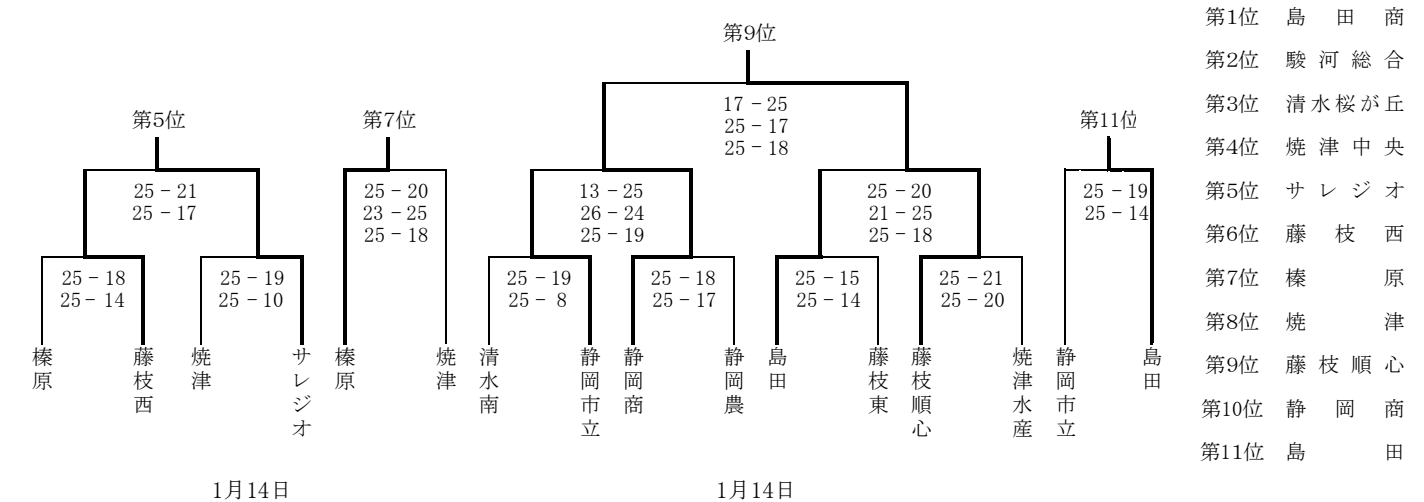 第5位
25－21
25－17
25－18
25－14
25－19
25－10
榛原
藤枝西
焼津
サレジオ
第7位
25－20
23－25
25－18
榛原
焼津
第9位
17－25
25－17
25－18
13－25
26－24
25－19
25－20
21－25
25－18
25－19
25－ 8
25－18
25－17
25－15
25－14
25－21
25－20
清水南
静岡市立
静岡商
静岡農
島田
藤枝東
藤枝順心
焼津水産
第11位
25－19
25－14
静岡市立
島田
1月14日
1月14日
第1位 島田商
第2位 駿河総合
第3位 清水桜が丘
第4位 焼津中央
第5位 サレジオ
第6位 藤枝西
第7位 榛原
第8位 焼津
第9位 藤枝順心
第10位 静岡商
第11位 島田